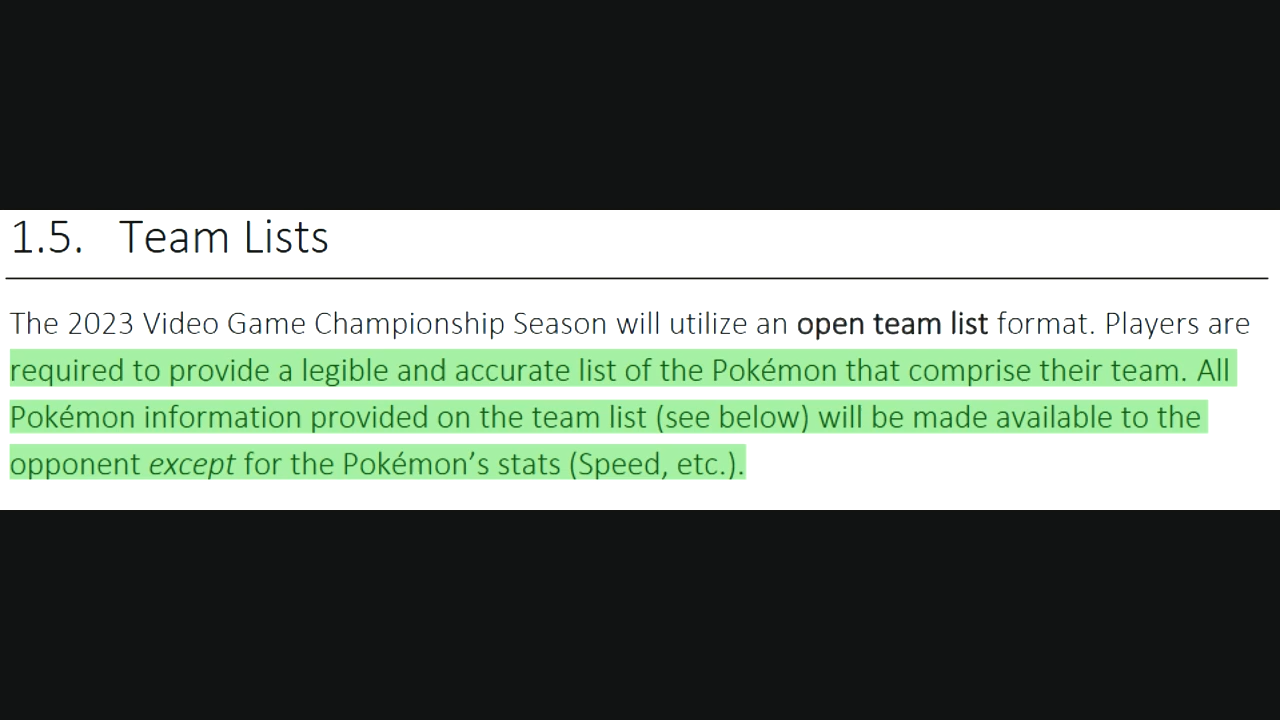 1.5. Team Lists
The 2023 Video Game Championship Season will utilize an open team list format. Players are
required to provide a legible and accurate list of the Pokémon that comprise their team. All
Pokémon information provided on the team list (see below) will be made available to the
opponent except for the Pokémon’s stats (Speed, etc.).